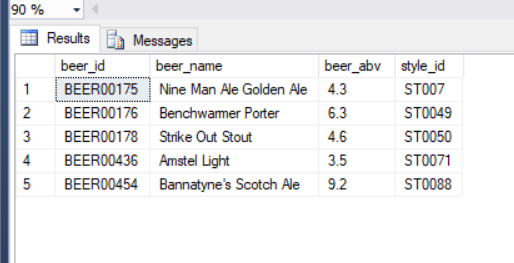 90 %
Results Messages
beer_id beer_name beer_abv style_id
1 BEER00175 Nine Man Ale Golden Ale 4.3 ST007
2 BEER00176 Benchwarmer Porter 6.3 ST0049
3 BEER00178 Strike Out Stout 4.6 ST0050
4 BEER00436 Amstel Light 3.5 ST0071
5 BEER00454 Bannatyne's Scotch Ale 9.2 ST0088